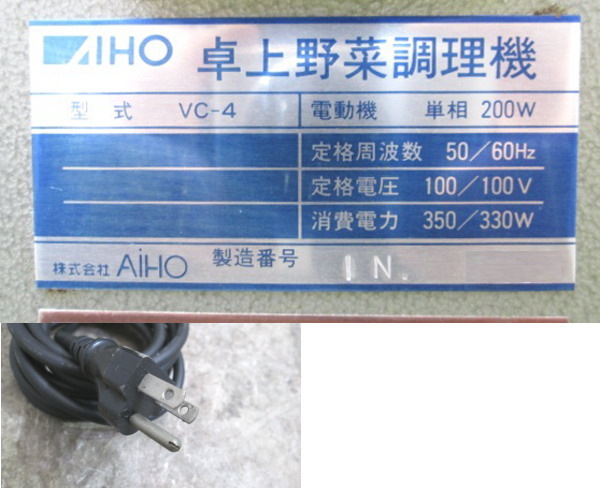 AIHO 卓上野菜調理機
型式 VC-4 電動機 単相 200W
定格周波数 50/60Hz
定格電圧 100/100V
消費電力 350/330W
株式会社 AIHO 製造番号 1N.